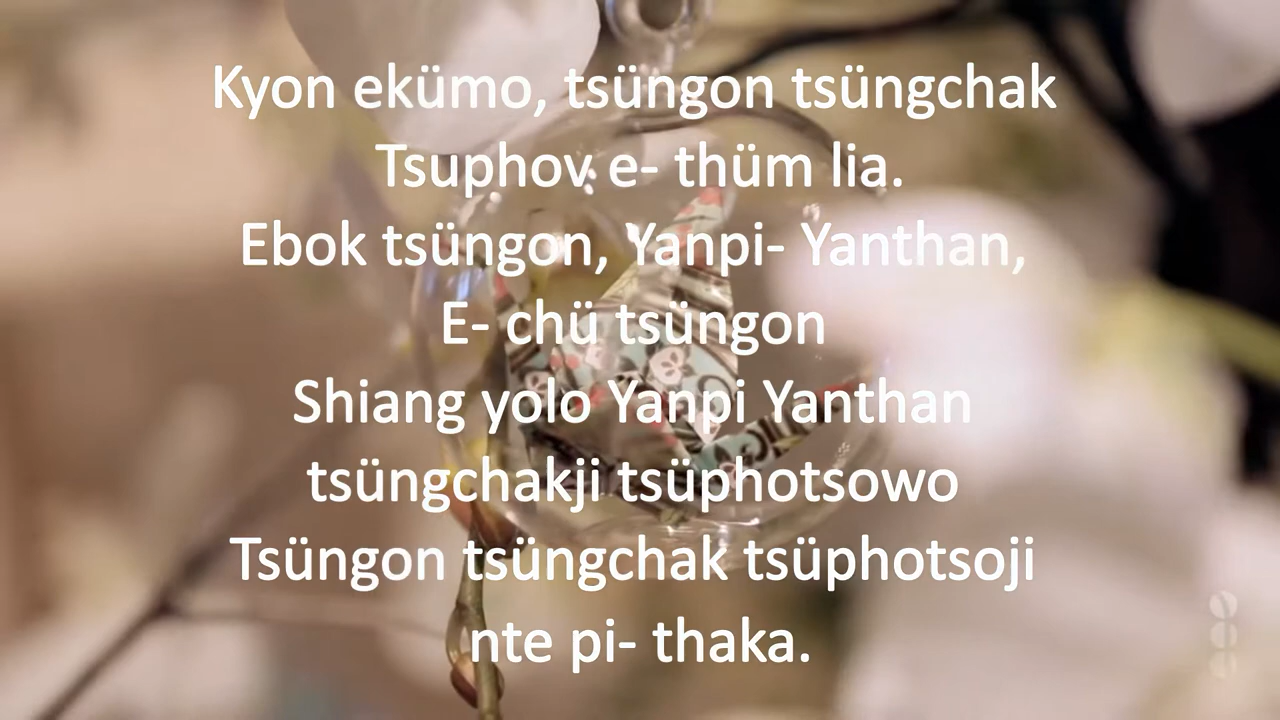 Kyon ekümo, tsüngon tsüngchak
Tsuphov e- thüm lia.
Ebok tsüngon, Yanpi- Yanthan,
E- chü tsüngon
Shiang yolo Yanpi Yanthan
tsüngchakji tsüphotsowo
Tsüngon tsüngchak tsüphotsoji
nte pi- thaka.